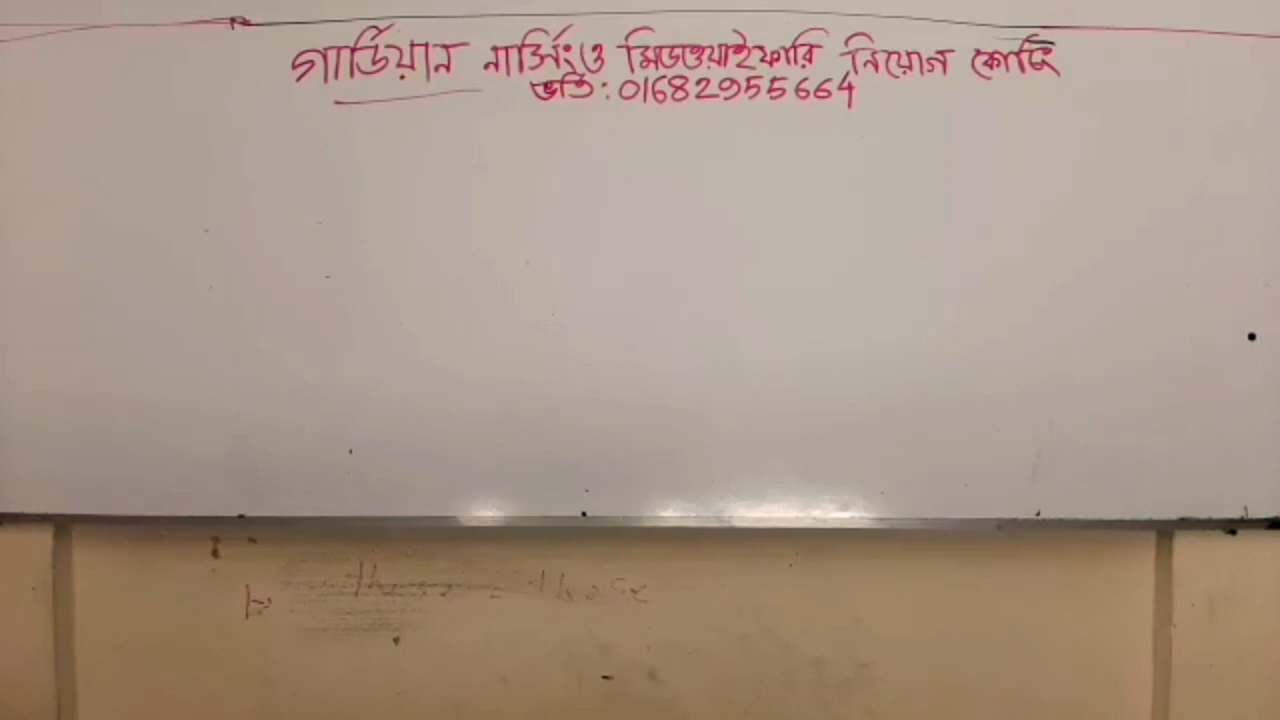 গার্ডিয়ান নার্সিং ও মিডওয়াইফারি নিয়োগ কোচিং
ভর্তি: 01682955664